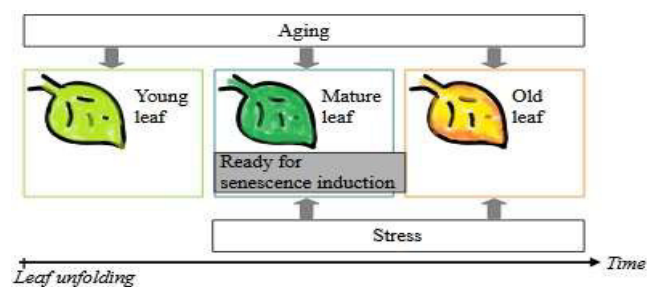 Aging
Young
leaf
Mature
leaf
Old
leaf
Ready for
senescence induction
Stress
Time
Leaf unfolding